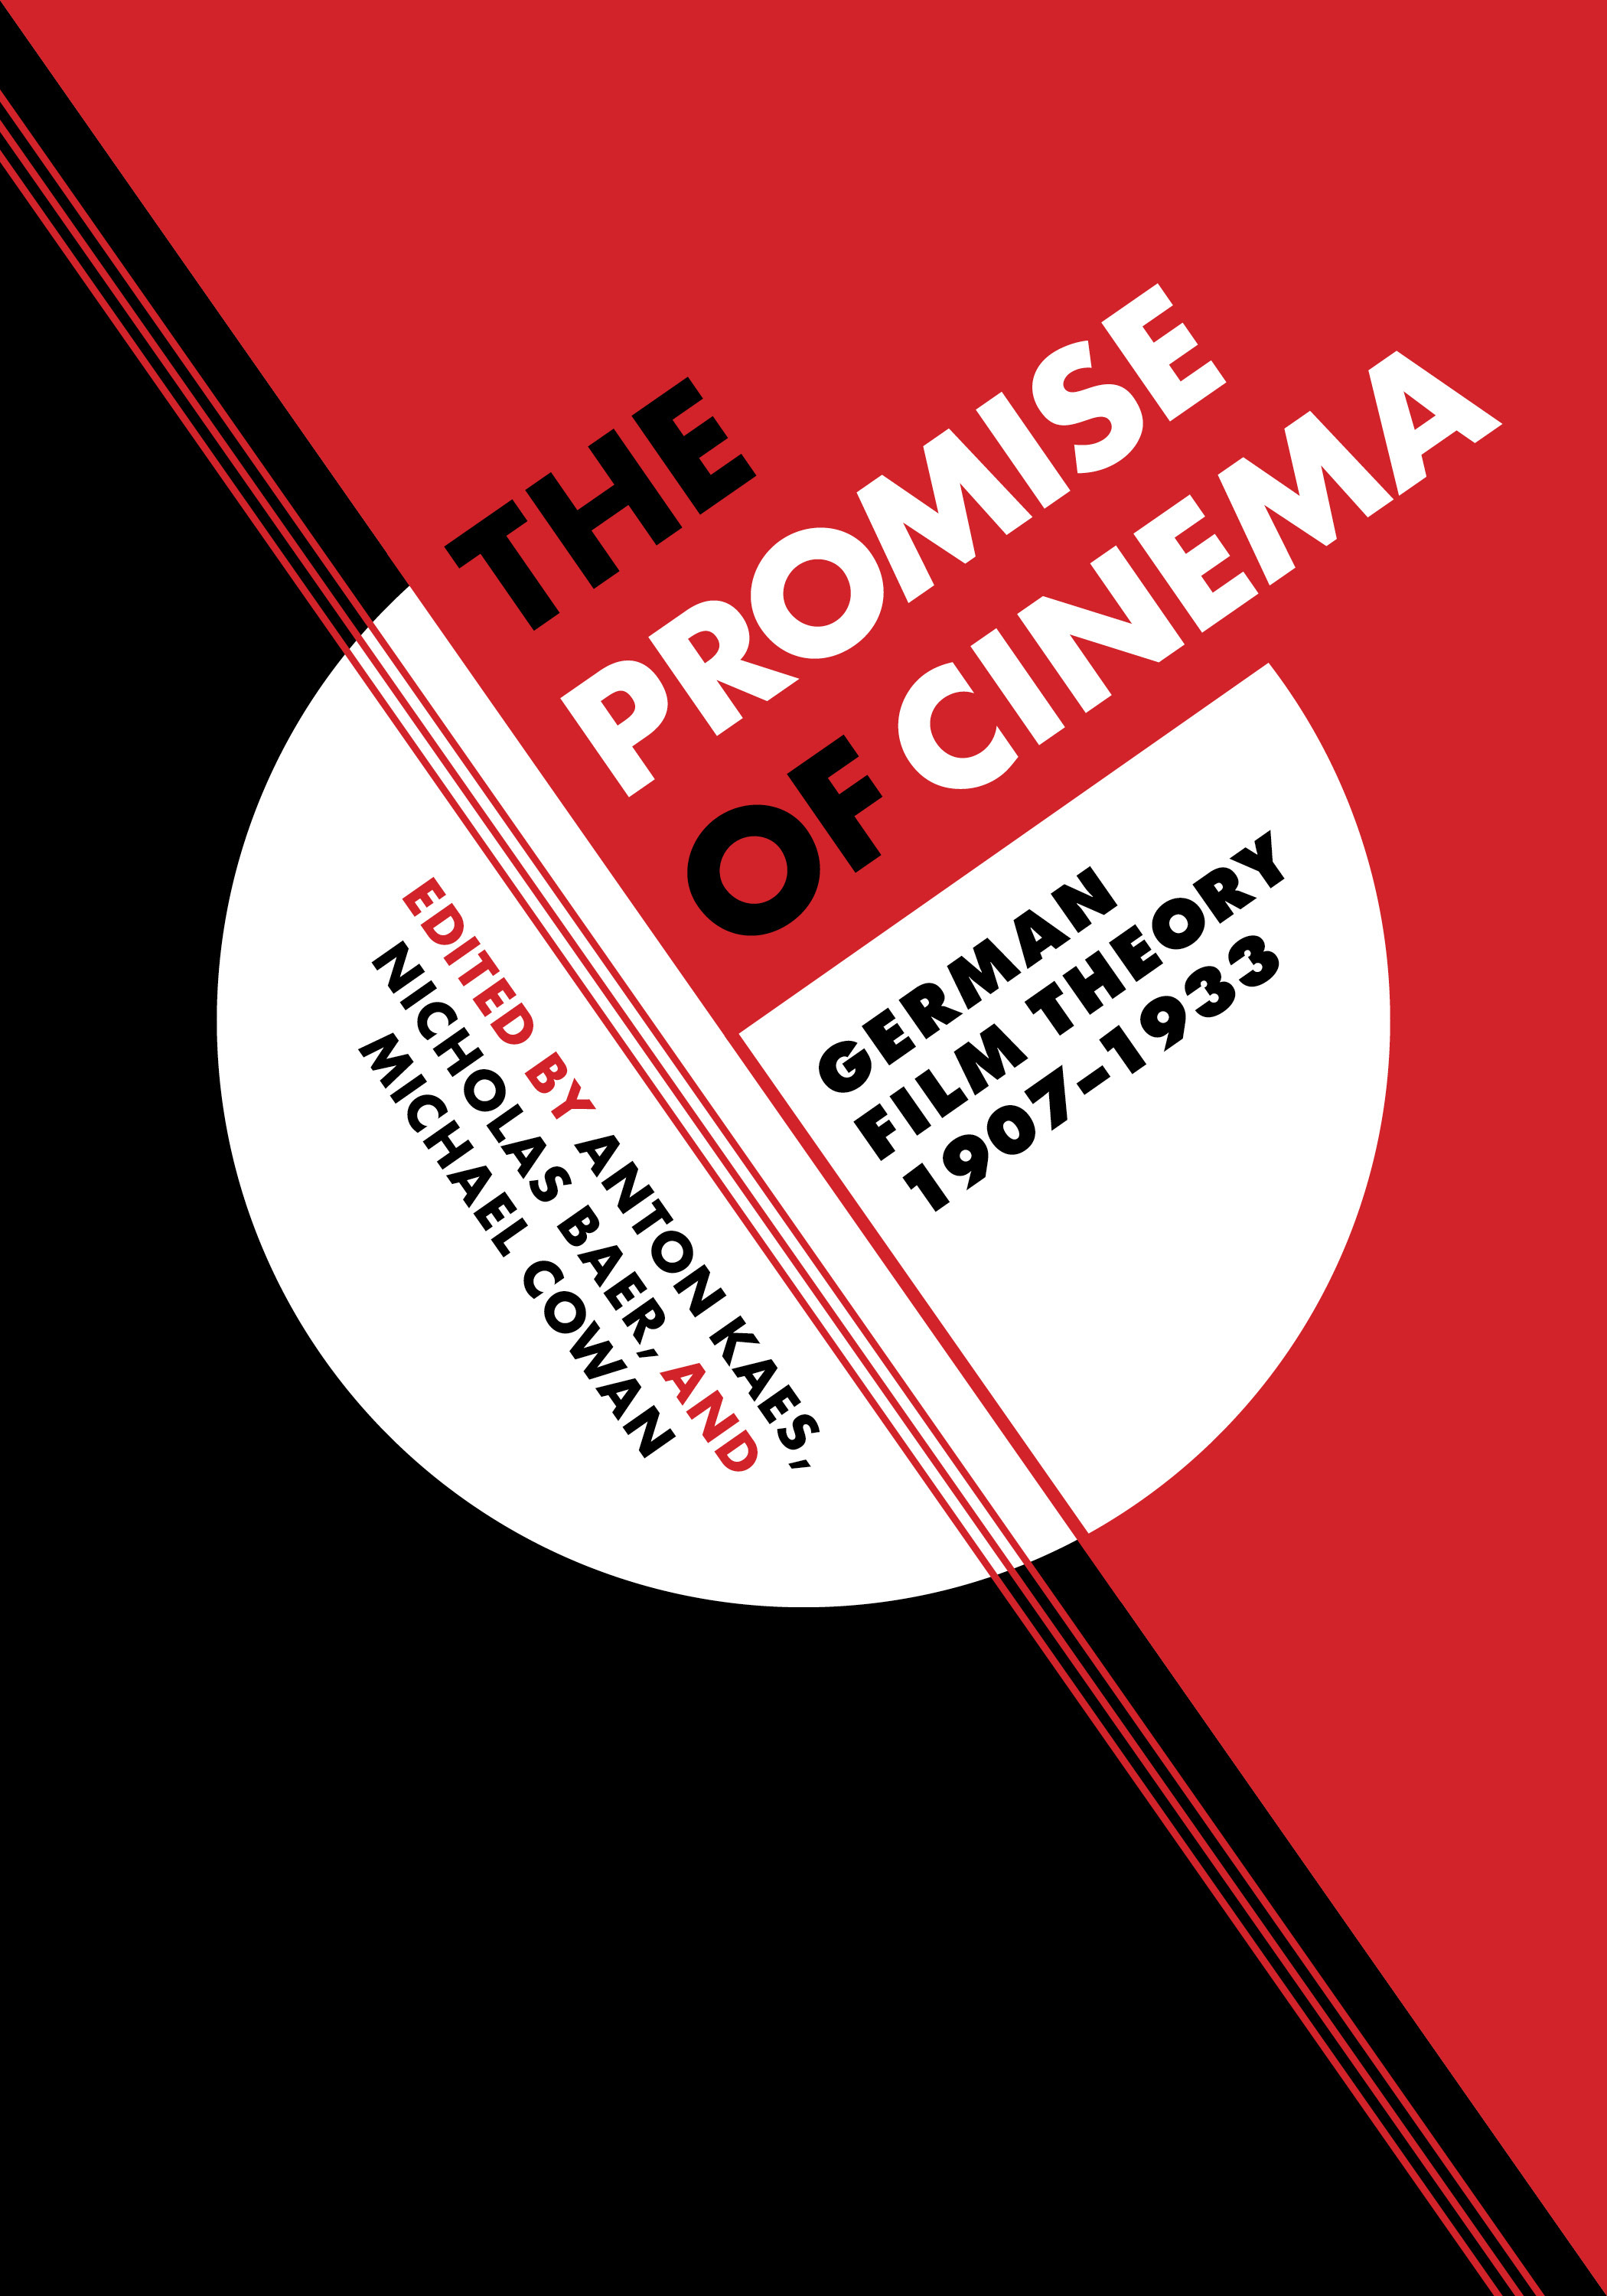 THE
PROMISE
OF CINEMA
GERMAN
FILM THEORY
1907–1933
EDITED BY ANTON KAES,
NICHOLAS BAER, AND
MICHAEL COWAN